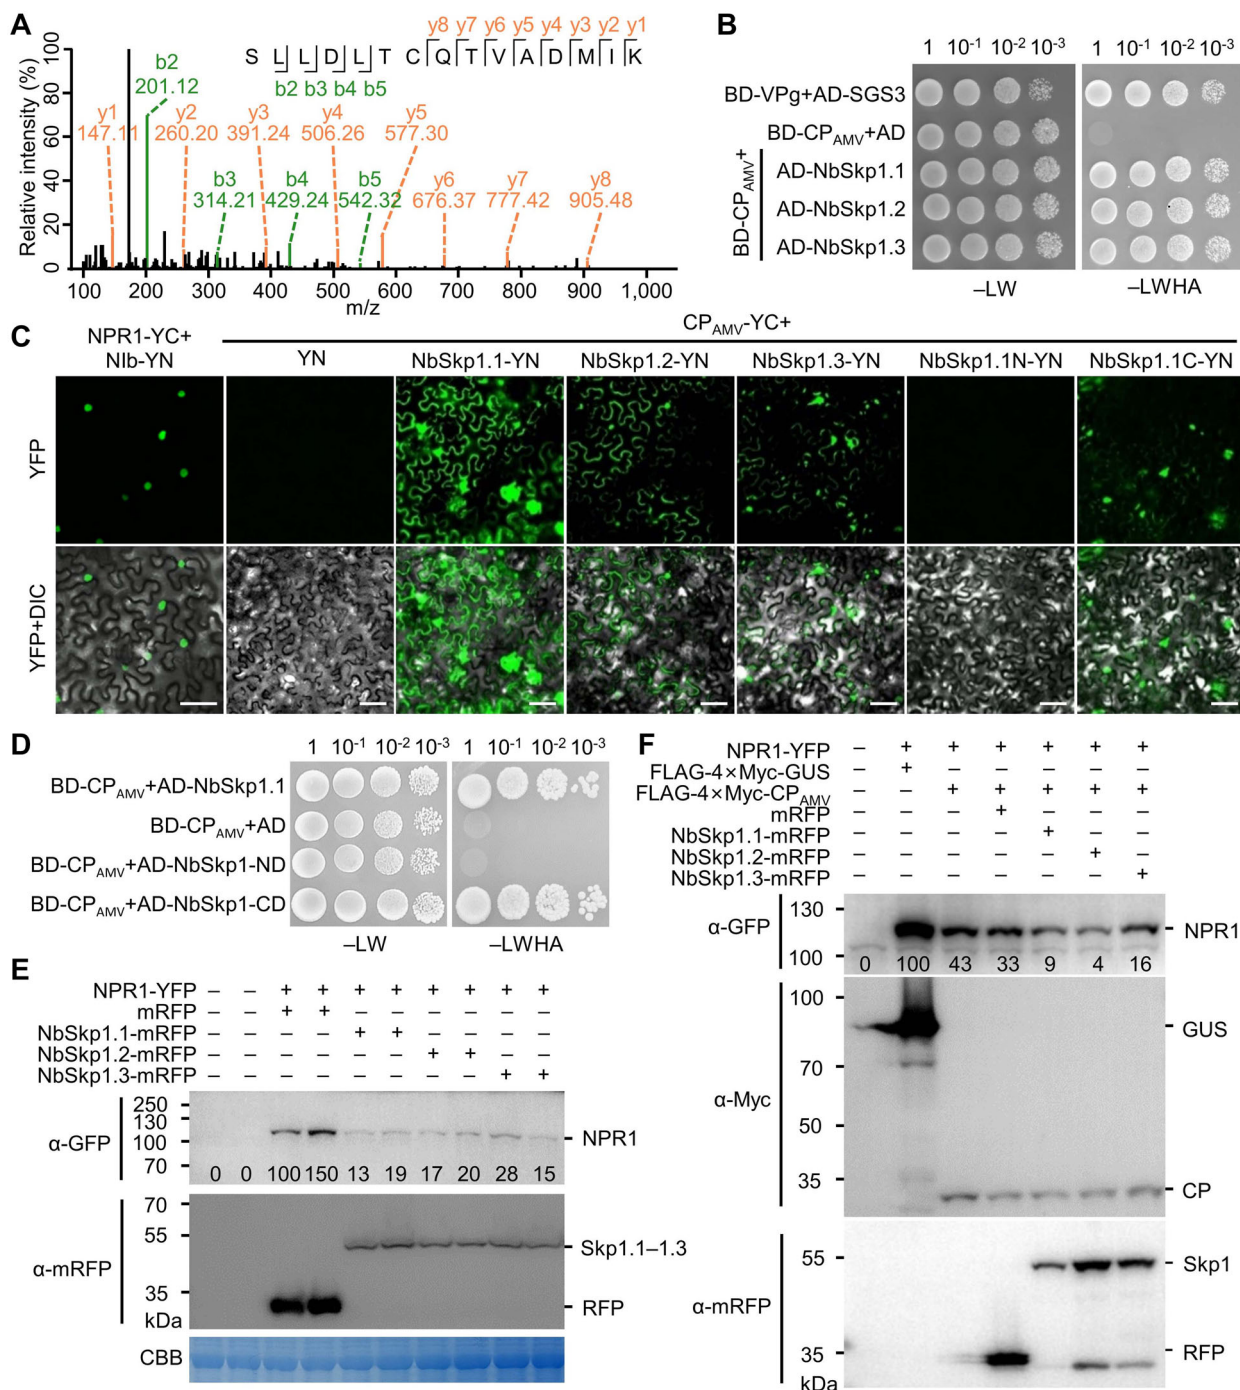 A
y8 y7 y6 y5 y4 y3 y2 y1
S L L D L T C Q T V A D M I K
b2 b3 b4 b5
Relative intensity (%)
100
80
60
40
20
0
b2
201.12
y1
147.11
y2
260.20
y3
391.24
y4
506.26
y5
577.30
b3
314.21
b4
429.24
b5
542.32
y6
676.37
y7
777.42
y8
905.48
100 200 300 400 500 600 700 800 900 1,000
m/z
B
1 10⁻¹ 10⁻² 10⁻³ 1 10⁻¹ 10⁻² 10⁻³
BD-VPg+AD-SGS3
BD-CP_AMV+AD
BD-CP_AMV+
AD-NbSkp1.1
AD-NbSkp1.2
AD-NbSkp1.3
–LW –LWHA
C
NPR1-YC+
NIb-YN
CP_AMV-YC+
YN NbSkp1.1-YN NbSkp1.2-YN NbSkp1.3-YN NbSkp1.1N-YN NbSkp1.1C-YN
YFP
YFP+DIC
D
1 10⁻¹ 10⁻² 10⁻³ 1 10⁻¹ 10⁻² 10⁻³
BD-CP_AMV+AD-NbSkp1.1
BD-CP_AMV+AD
BD-CP_AMV+AD-NbSkp1-ND
BD-CP_AMV+AD-NbSkp1-CD
–LW –LWHA
E
NPR1-YFP – – + + + + + + + +
mRFP – – + + – – – – – –
NbSkp1.1-mRFP – – – – + + – – – –
NbSkp1.2-mRFP – – – – – – + + – –
NbSkp1.3-mRFP – – – – – – – – + +
α-GFP
250
130
100
70
NPR1
0 0 100 150 13 19 17 20 28 15
α-mRFP
70
55
35
kDa
Skp1.1–1.3
RFP
CBB
F
NPR1-YFP – + + + + + +
FLAG-4×Myc-GUS – + – – – – –
FLAG-4×Myc-CP_AMV – – + + + + +
mRFP – – – + – – –
NbSkp1.1-mRFP – – – – + – –
NbSkp1.2-mRFP – – – – – + –
NbSkp1.3-mRFP – – – – – – +
α-GFP
130
100
NPR1
0 100 43 33 9 4 16
α-Myc
100
70
50
35
GUS
CP
α-mRFP
55
35
kDa
Skp1
RFP